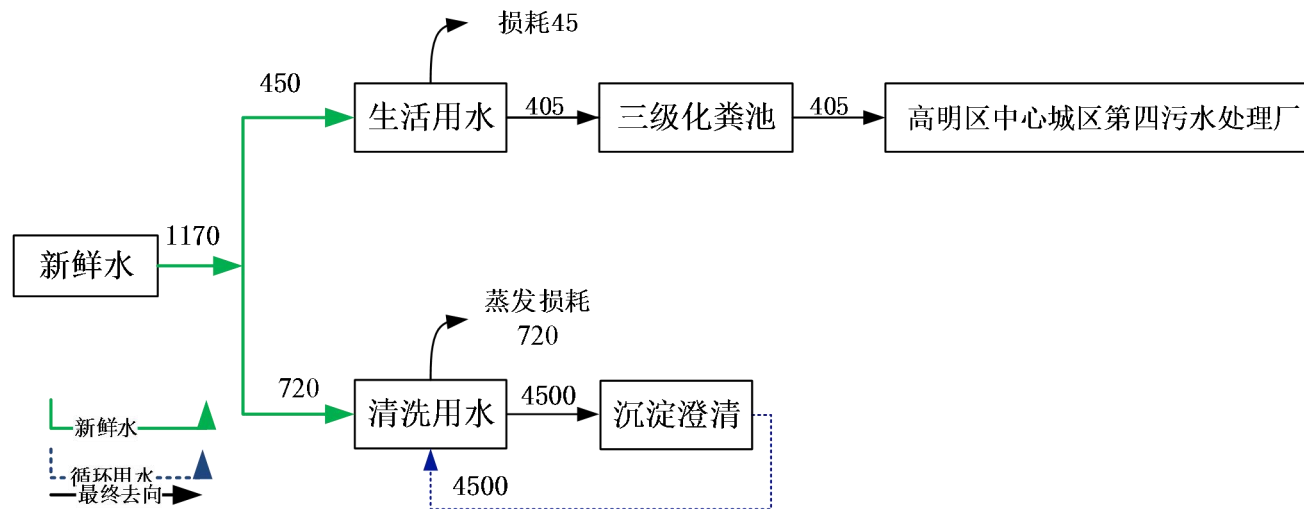 损耗45
450
生活用水
405
三级化粪池
405
高明区中心城区第四污水处理厂
1170
新鲜水
蒸发损耗
720
720
清洗用水
4500
沉淀澄清
4500
新鲜水
循环用水
最终去向